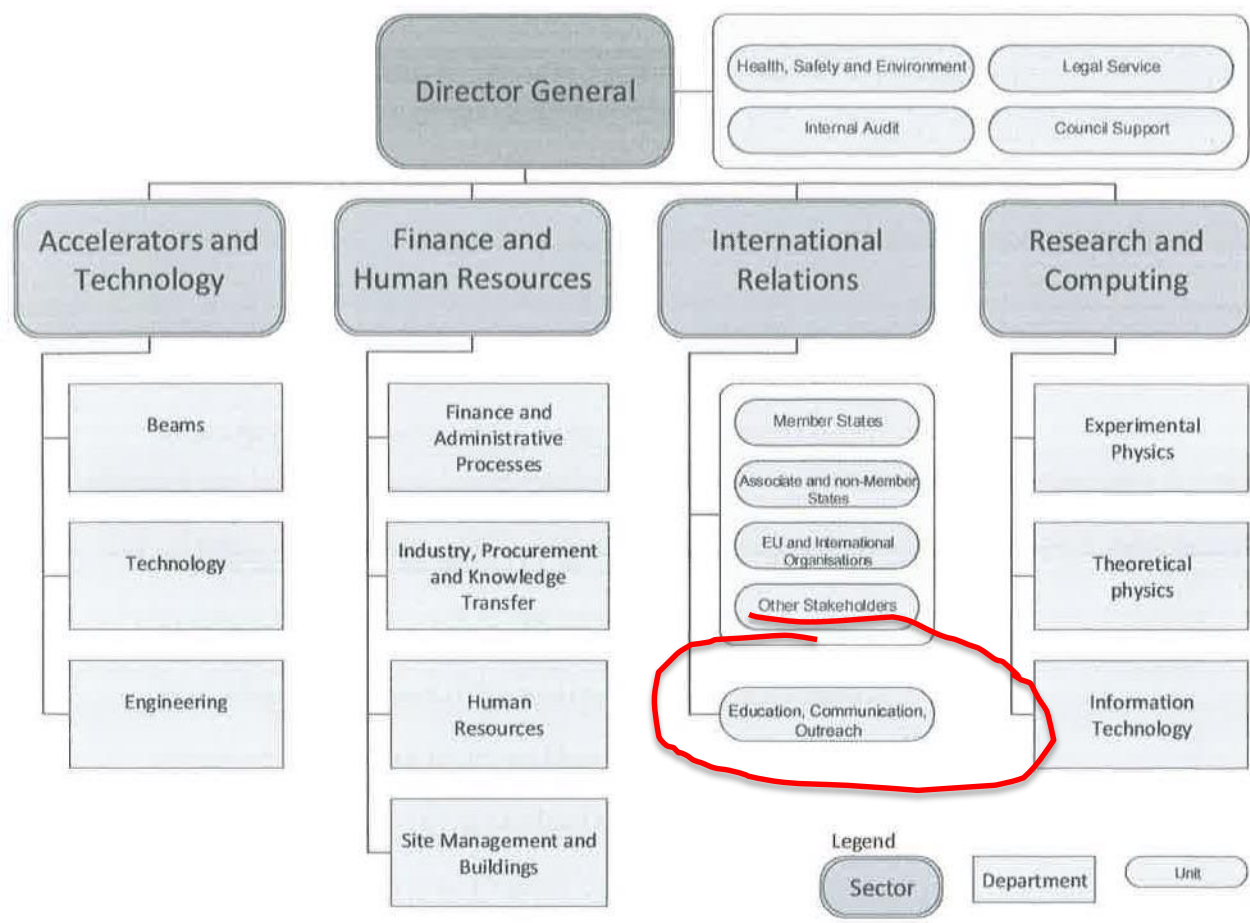 Director General
Health, Safety and Environment
Legal Service
Internal Audit
Council Support
Accelerators and
Technology
Finance and
Human Resources
International
Relations
Research and
Computing
Beams
Technology
Engineering
Finance and
Administrative
Processes
Industry, Procurement
and Knowledge
Transfer
Human
Resources
Site Management and
Buildings
Member States
Associate and non-Member
States
EU and International
Organisations
Other Stakeholders
Education, Communication,
Outreach
Experimental
Physics
Theoretical
physics
Information
Technology
Legend
Sector
Department
Unit